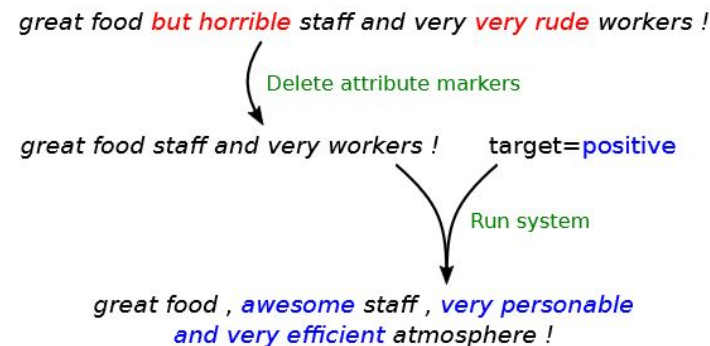 great food but horrible staff and very very rude workers !
Delete attribute markers
great food staff and very workers ! target=positive
Run system
great food , awesome staff , very personable
and very efficient atmosphere !